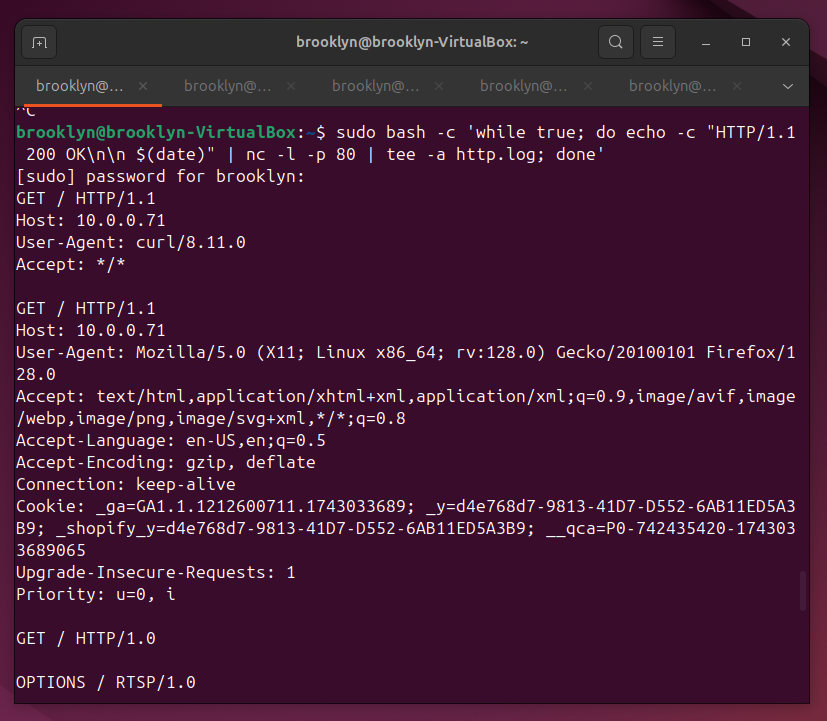 brooklyn@brooklyn-VirtualBox: ~
brooklyn@... brooklyn@... brooklyn@... brooklyn@... brooklyn@...
^C
brooklyn@brooklyn-VirtualBox:~$ sudo bash -c 'while true; do echo -c "HTTP/1.1
 200 OK\n\n $(date)" | nc -l -p 80 | tee -a http.log; done'
[sudo] password for brooklyn:
GET / HTTP/1.1
Host: 10.0.0.71
User-Agent: curl/8.11.0
Accept: */*

GET / HTTP/1.1
Host: 10.0.0.71
User-Agent: Mozilla/5.0 (X11; Linux x86_64; rv:128.0) Gecko/20100101 Firefox/1
28.0
Accept: text/html,application/xhtml+xml,application/xml;q=0.9,image/avif,image
/webp,image/png,image/svg+xml,*/*;q=0.8
Accept-Language: en-US,en;q=0.5
Accept-Encoding: gzip, deflate
Connection: keep-alive
Cookie: _ga=GA1.1.1212600711.1743033689; _y=d4e768d7-9813-41D7-D552-6AB11ED5A3
B9; _shopify_y=d4e768d7-9813-41D7-D552-6AB11ED5A3B9; __qca=P0-742435420-174303
3689065
Upgrade-Insecure-Requests: 1
Priority: u=0, i

GET / HTTP/1.0

OPTIONS / RTSP/1.0